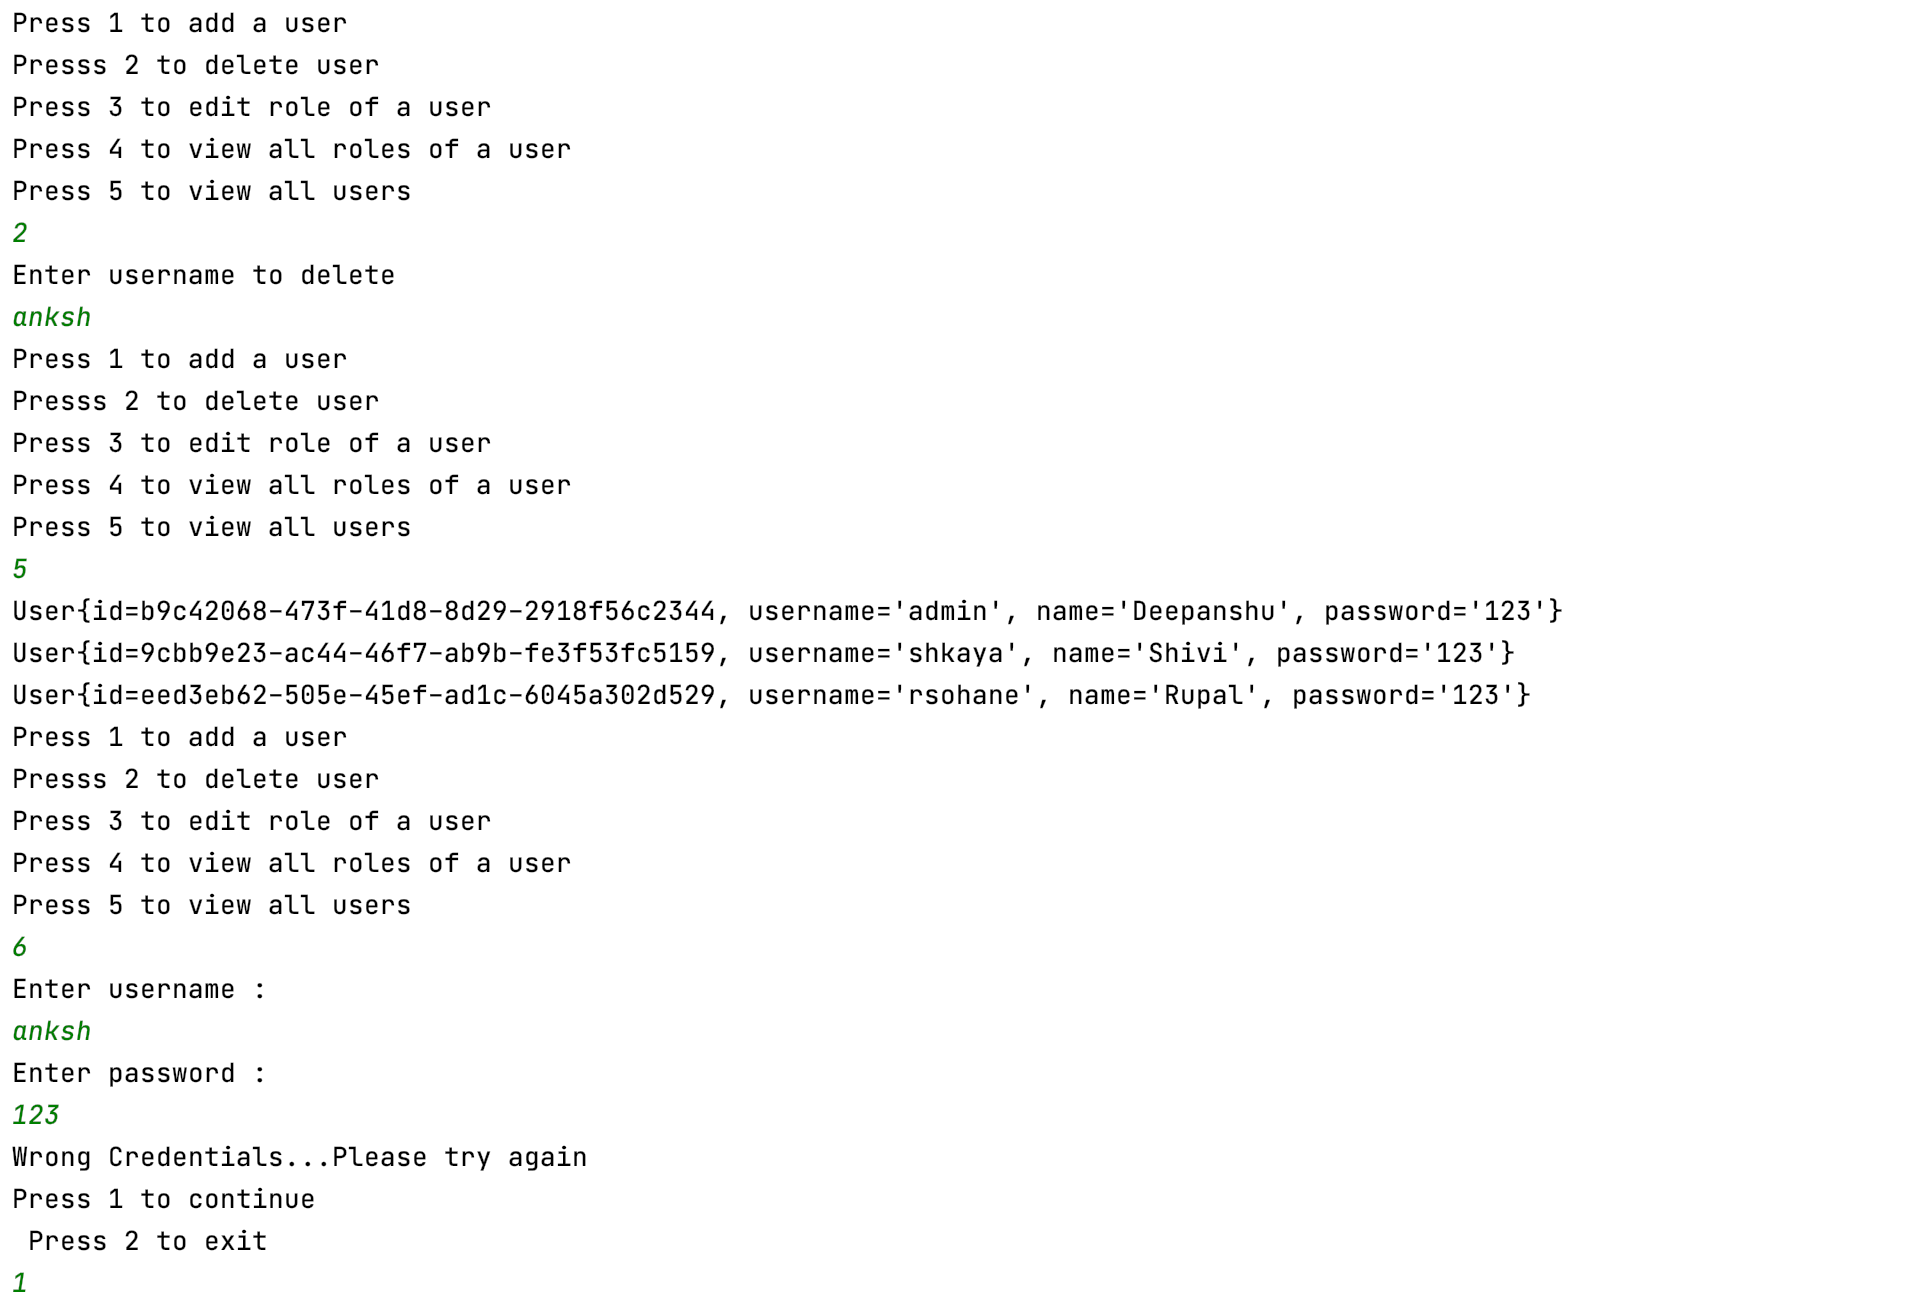 Press 1 to add a user
Presss 2 to delete user
Press 3 to edit role of a user
Press 4 to view all roles of a user
Press 5 to view all users
2
Enter username to delete
anksh
Press 1 to add a user
Presss 2 to delete user
Press 3 to edit role of a user
Press 4 to view all roles of a user
Press 5 to view all users
5
User{id=b9c42068-473f-41d8-8d29-2918f56c2344, username='admin', name='Deepanshu', password='123'}
User{id=9cbb9e23-ac44-46f7-ab9b-fe3f53fc5159, username='shkaya', name='Shivi', password='123'}
User{id=eed3eb62-505e-45ef-ad1c-6045a302d529, username='rsohane', name='Rupal', password='123'}
Press 1 to add a user
Presss 2 to delete user
Press 3 to edit role of a user
Press 4 to view all roles of a user
Press 5 to view all users
6
Enter username :
anksh
Enter password :
123
Wrong Credentials...Please try again
Press 1 to continue
 Press 2 to exit
1